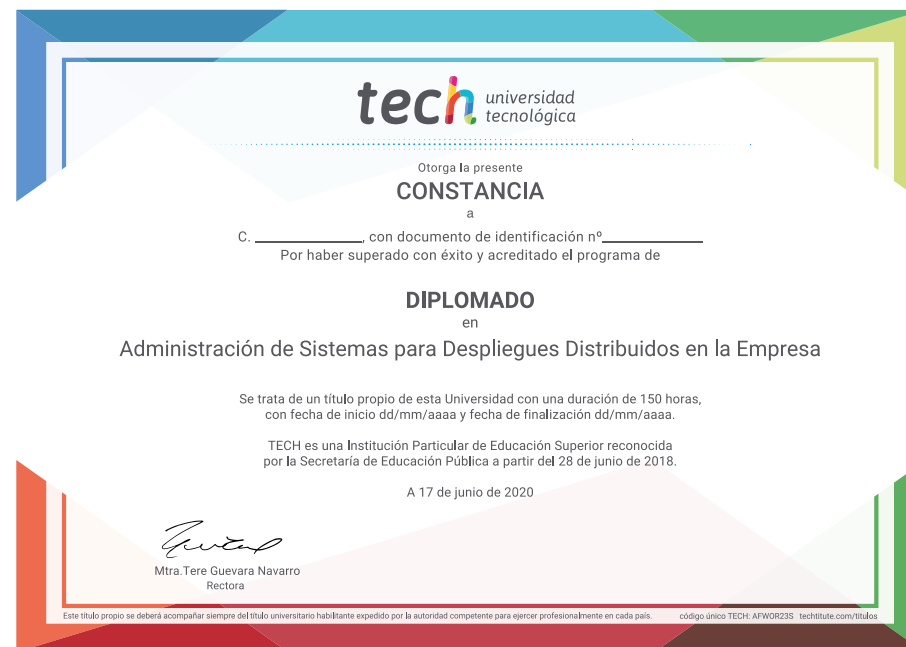 tech universidad
tecnológica
Otorga la presente
CONSTANCIA
a
C. ____________, con documento de identificación nº____________
Por haber superado con éxito y acreditado el programa de
DIPLOMADO
en
Administración de Sistemas para Despliegues Distribuidos en la Empresa
Se trata de un título propio de esta Universidad con una duración de 150 horas,
con fecha de inicio dd/mm/aaaa y fecha de finalización dd/mm/aaaa.
TECH es una Institución Particular de Educación Superior reconocida
por la Secretaría de Educación Pública a partir del 28 de junio de 2018.
A 17 de junio de 2020
Mtra.Tere Guevara Navarro
Rectora
Este título propio se deberá acompañar siempre del título universitario habilitante expedido por la autoridad competente para ejercer profesionalmente en cada país. código único TECH: AFWOR23S techtitute.com/titulos